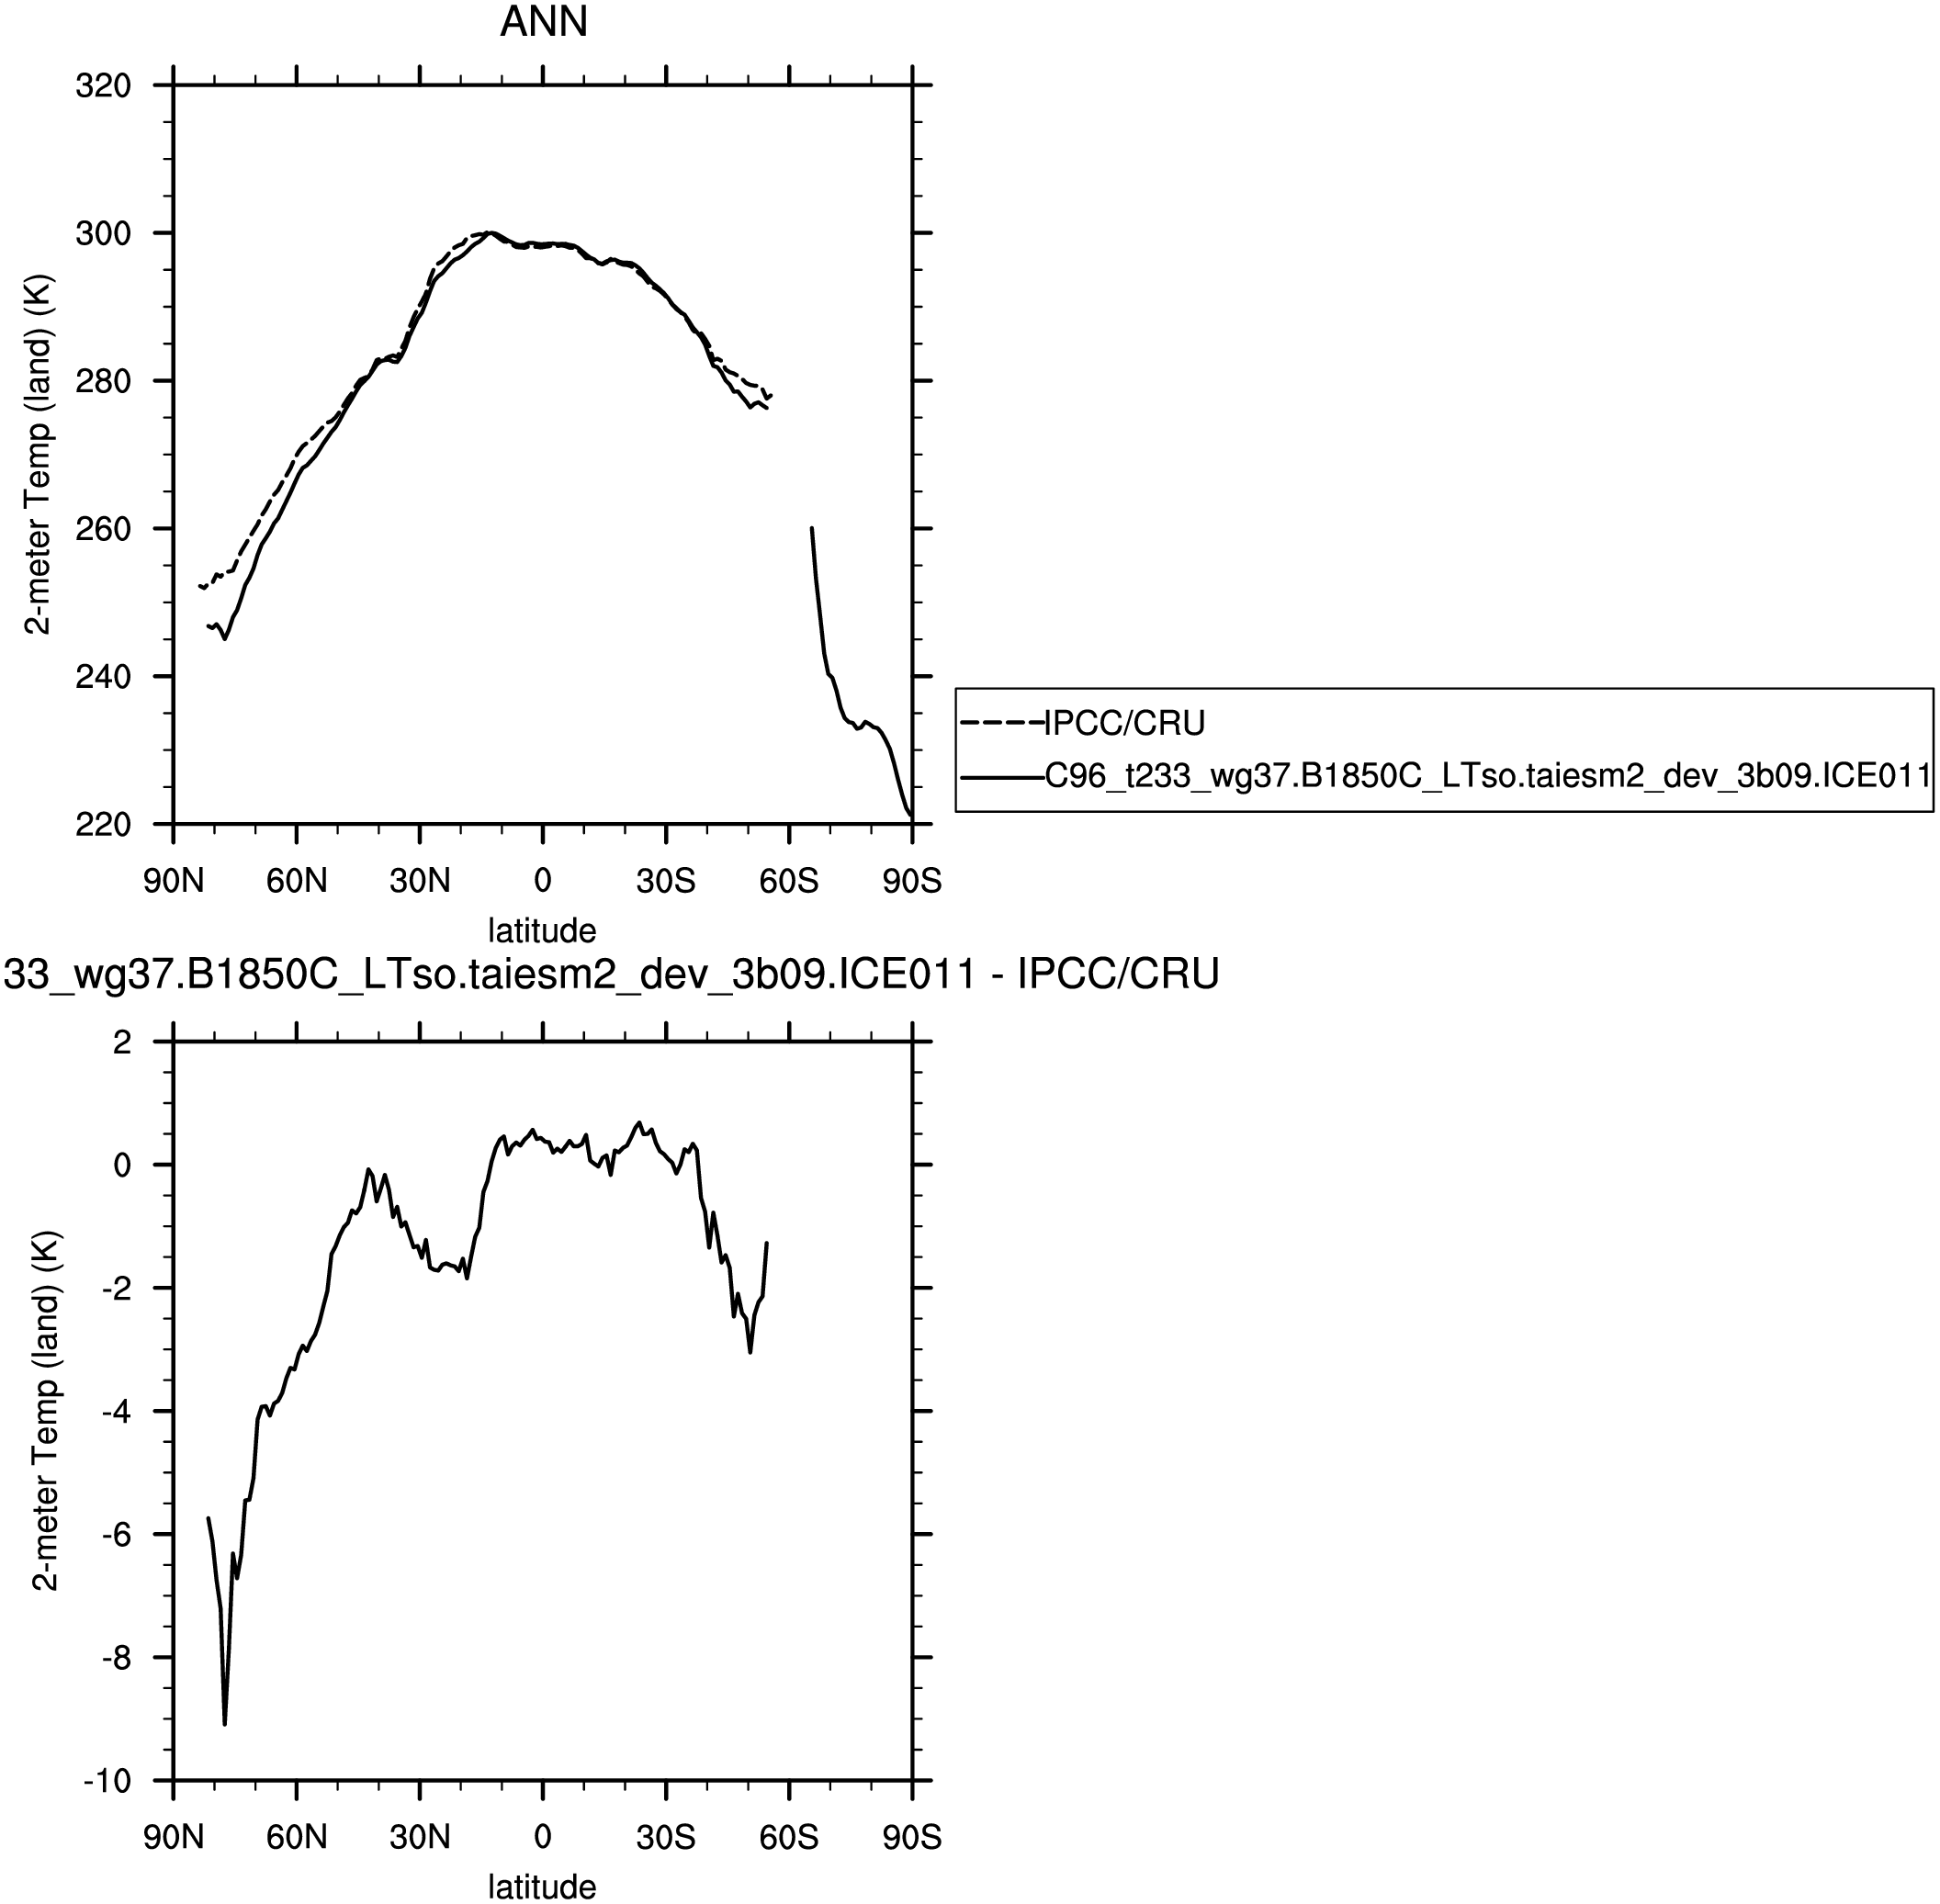 ANN
320
300
280
260
240
220
2-meter Temp (land) (K)
90N 60N 30N 0 30S 60S 90S
latitude
IPCC/CRU
C96_t233_wg37.B1850C_LTso.taiesm2_dev_3b09.ICE011
33_wg37.B1850C_LTso.taiesm2_dev_3b09.ICE011 - IPCC/CRU
2
0
-2
-4
-6
-8
-10
2-meter Temp (land) (K)
90N 60N 30N 0 30S 60S 90S
latitude